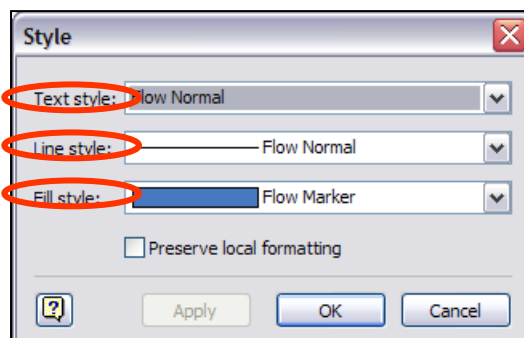 Style
Text style: Flow Normal
Line style: Flow Normal
Fill style: Flow Marker
Preserve local formatting
? Apply OK Cancel